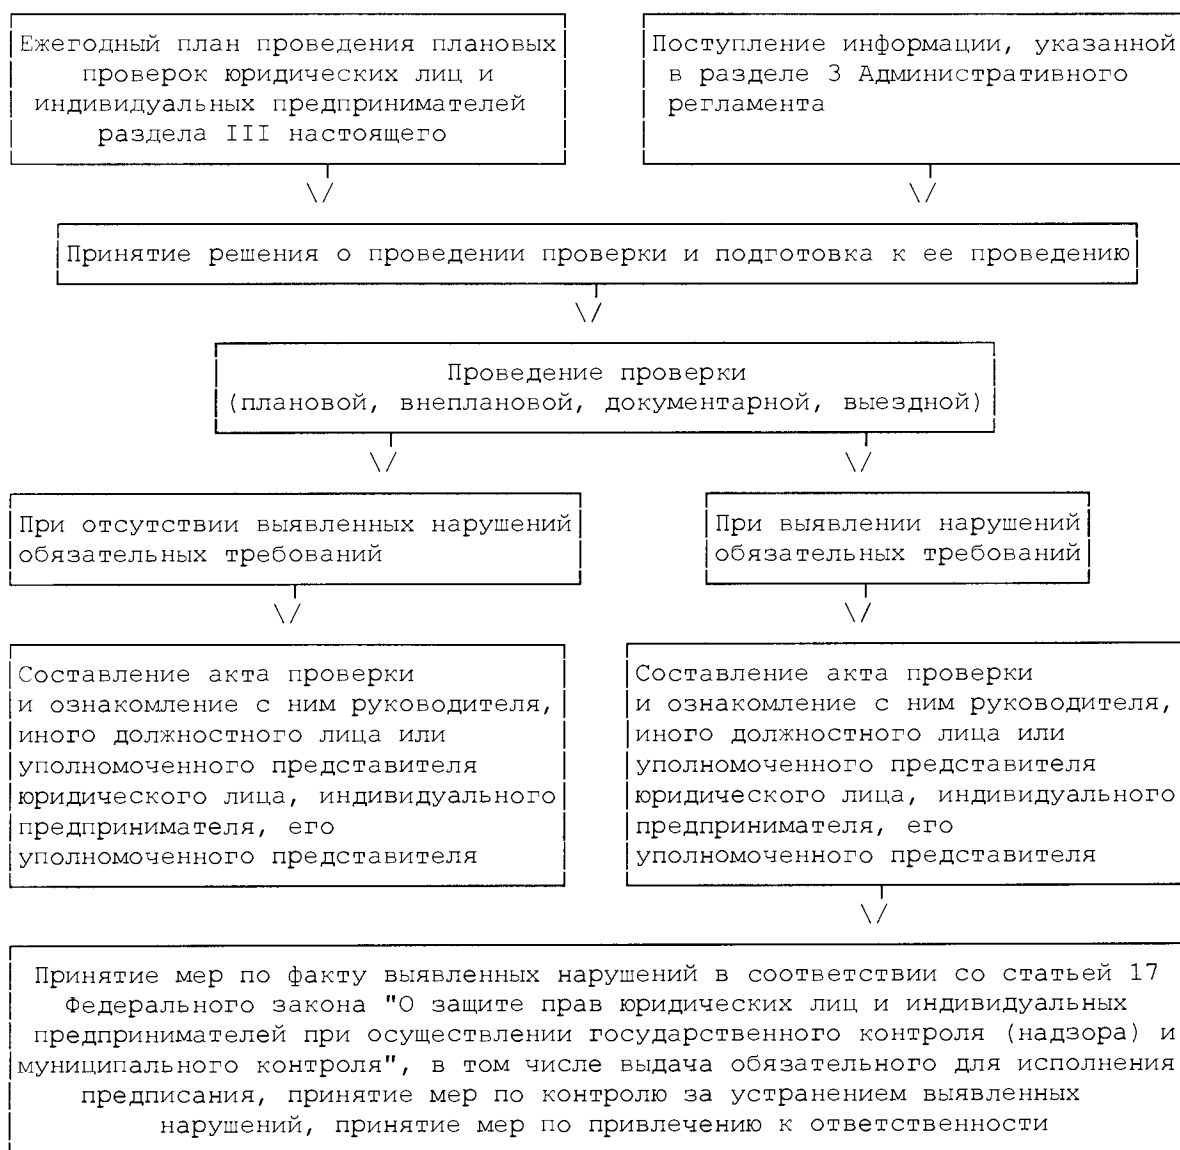 Ежегодный план проведения плановых
проверок юридических лиц и
индивидуальных предпринимателей
раздела III настоящего
Поступление информации, указанной
в разделе 3 Административного
регламента
Принятие решения о проведении проверки и подготовка к ее проведению
Проведение проверки
(плановой, внеплановой, документарной, выездной)
При отсутствии выявленных нарушений
обязательных требований
При выявлении нарушений
обязательных требований
Составление акта проверки
и ознакомление с ним руководителя,
иного должностного лица или
уполномоченного представителя
юридического лица, индивидуального
предпринимателя, его
уполномоченного представителя
Составление акта проверки
и ознакомление с ним руководителя,
иного должностного лица или
уполномоченного представителя
юридического лица, индивидуального
предпринимателя, его
уполномоченного представителя
Принятие мер по факту выявленных нарушений в соответствии со статьей 17
Федерального закона "О защите прав юридических лиц и индивидуальных
предпринимателей при осуществлении государственного контроля (надзора) и
муниципального контроля", в том числе выдача обязательного для исполнения
предписания, принятие мер по контролю за устранением выявленных
нарушений, принятие мер по привлечению к ответственности